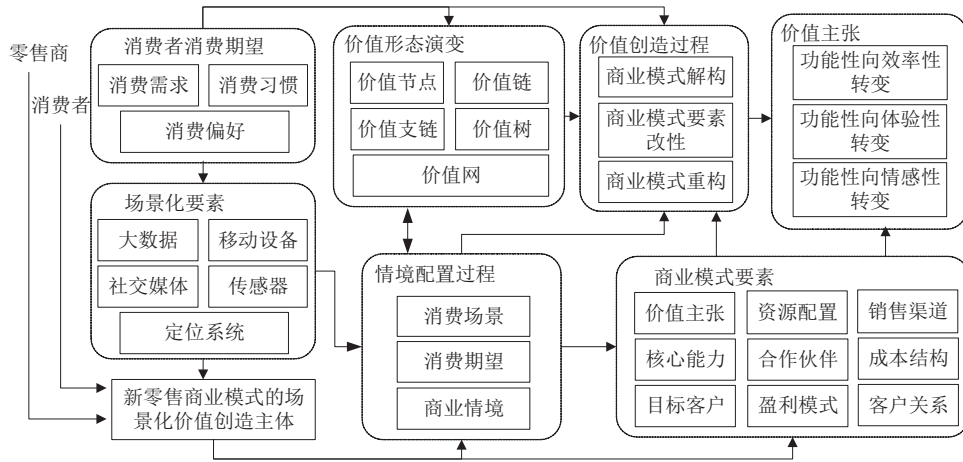 零售商
消费者
消费者消费期望
消费需求
消费习惯
消费偏好
场景化要素
大数据
移动设备
社交媒体
传感器
定位系统
新零售商业模式的场
景化价值创造主体
价值形态演变
价值节点
价值链
价值支链
价值树
价值网
情境配置过程
消费场景
消费期望
商业情境
价值创造过程
商业模式解构
商业模式要素
改性
商业模式重构
价值主张
功能性向效率性
转变
功能性向体验性
转变
功能性向情感性
转变
商业模式要素
价值主张
资源配置
销售渠道
核心能力
合作伙伴
成本结构
目标客户
盈利模式
客户关系